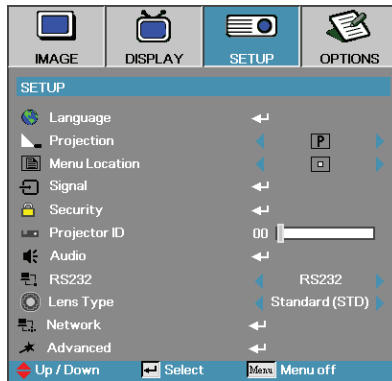 IMAGE DISPLAY SETUP OPTIONS
SETUP
Language
Projection P
Menu Location
Signal
Security
Projector ID 00
Audio
RS232 RS232
Lens Type Standard (STD)
Network
Advanced
Up / Down Select Menu Menu off